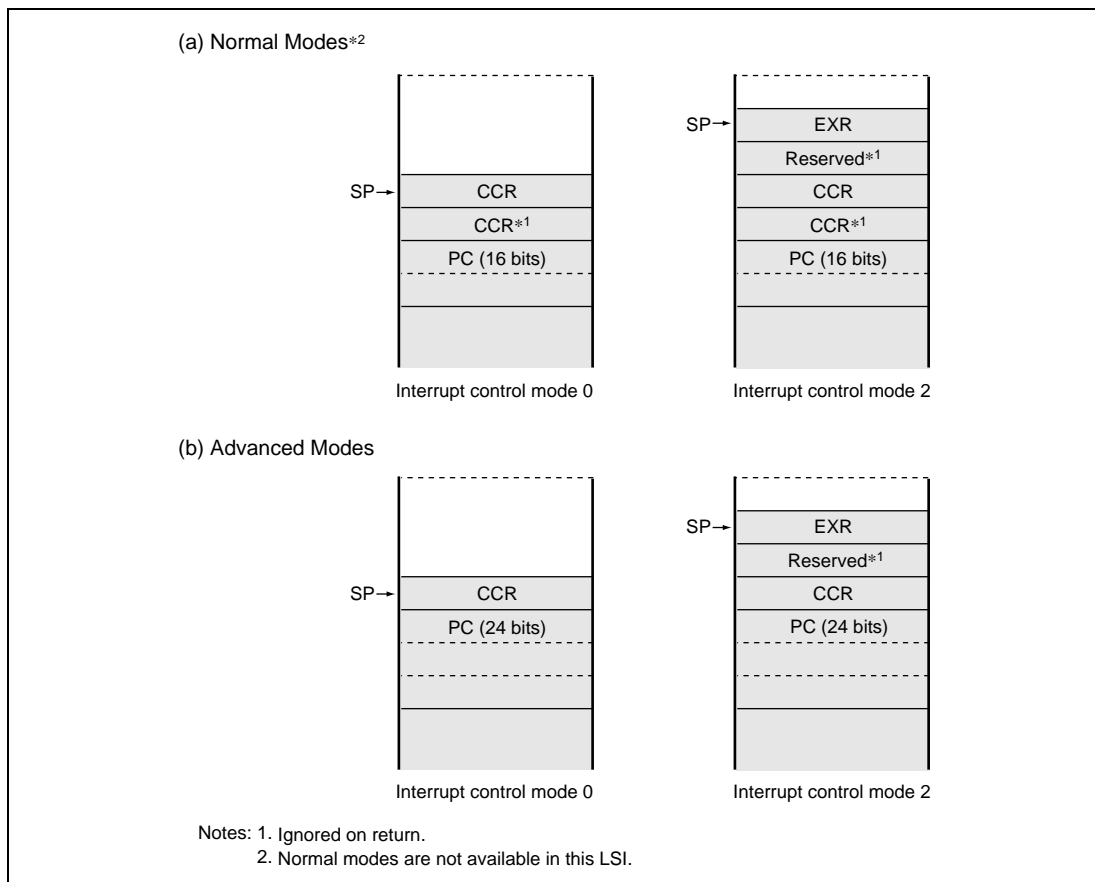 (a) Normal Modes*2
SP→
CCR
CCR*1
PC (16 bits)
Interrupt control mode 0
SP→
EXR
Reserved*1
CCR
CCR*1
PC (16 bits)
Interrupt control mode 2
(b) Advanced Modes
SP→
CCR
PC (24 bits)
Interrupt control mode 0
SP→
EXR
Reserved*1
CCR
PC (24 bits)
Interrupt control mode 2
Notes: 1. Ignored on return.
2. Normal modes are not available in this LSI.